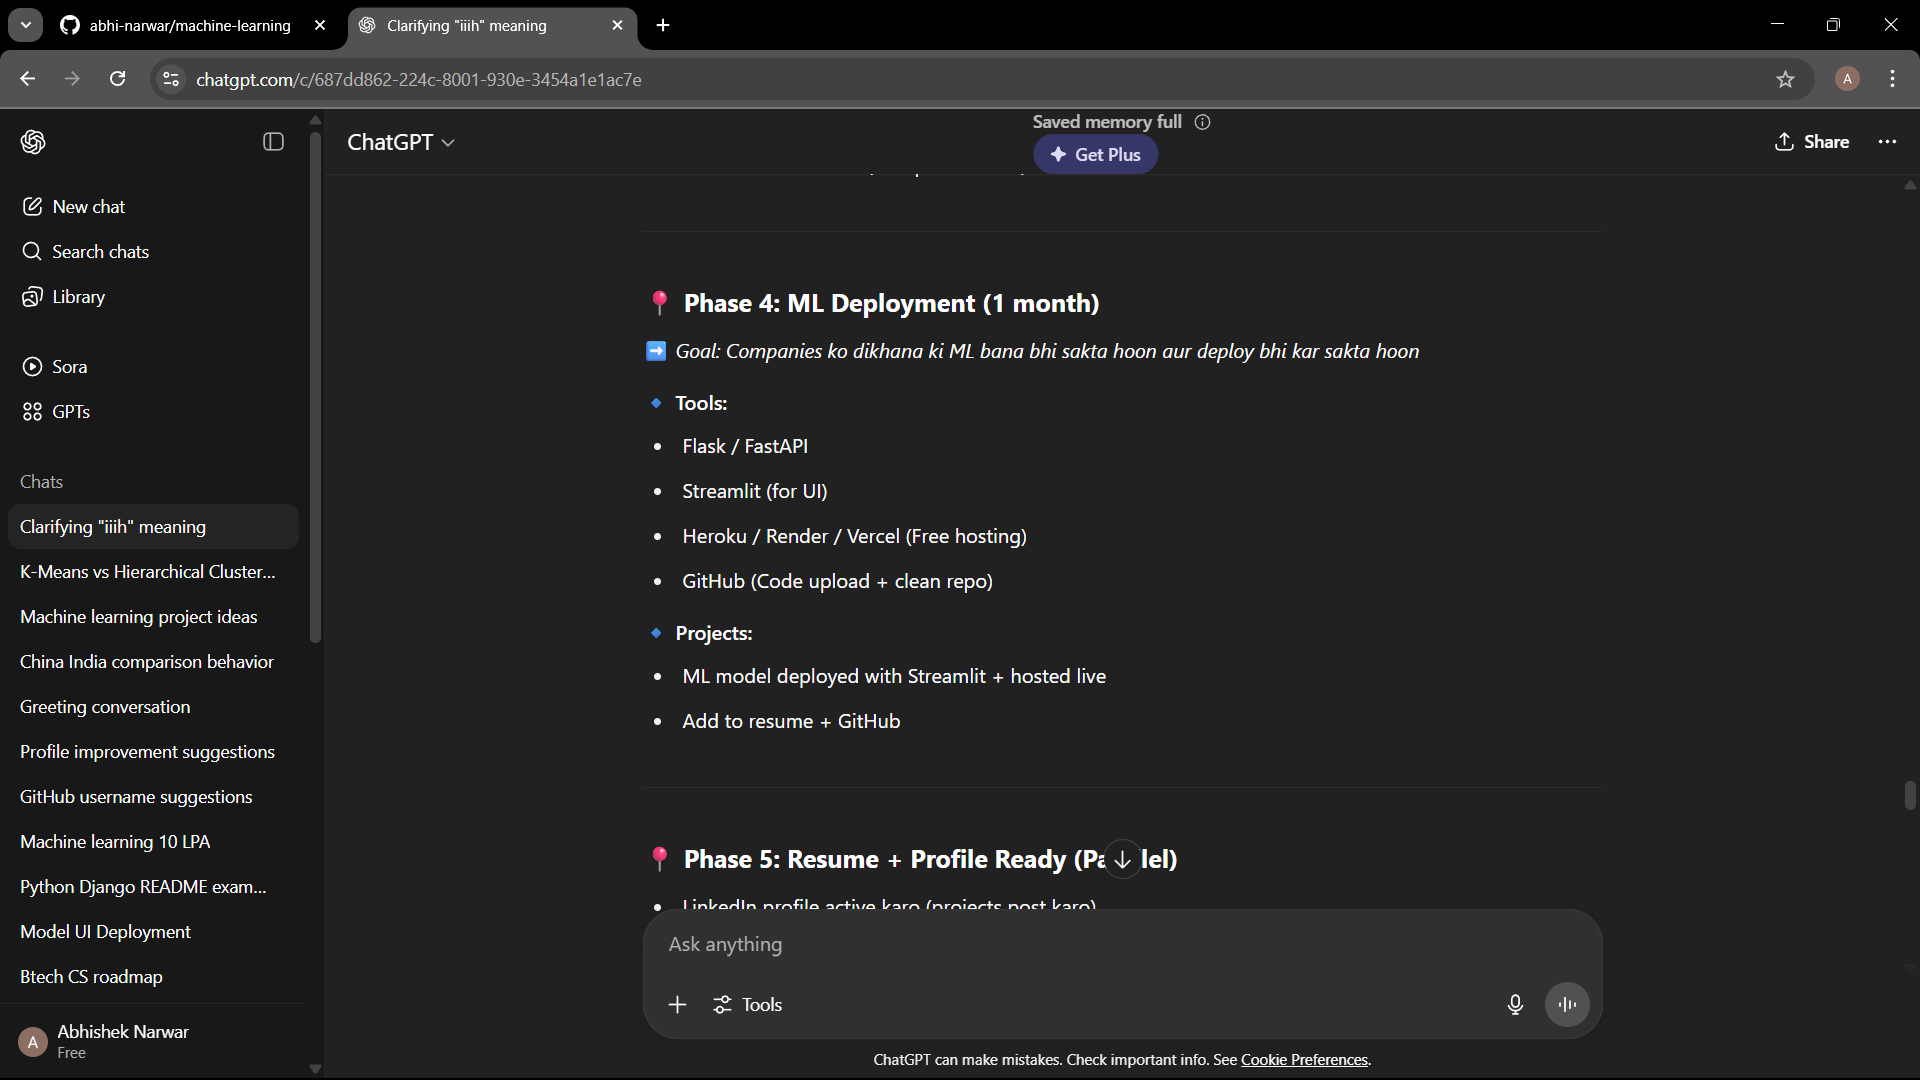 abhi-narwar/machine-learning
Clarifying "iiih" meaning
chatgpt.com/c/687dd862-224c-8001-930e-3454a1e1ac7e
A
ChatGPT
Saved memory full
Get Plus
Share
New chat
Search chats
Library
Sora
GPTs
Chats
Clarifying "iiih" meaning
K-Means vs Hierarchical Cluster...
Machine learning project ideas
China India comparison behavior
Greeting conversation
Profile improvement suggestions
GitHub username suggestions
Machine learning 10 LPA
Python Django README exam...
Model UI Deployment
Btech CS roadmap
A
Abhishek Narwar
Free
Phase 4: ML Deployment (1 month)
Goal: Companies ko dikhana ki ML bana bhi sakta hoon aur deploy bhi kar sakta hoon
Tools:
Flask / FastAPI
Streamlit (for UI)
Heroku / Render / Vercel (Free hosting)
GitHub (Code upload + clean repo)
Projects:
ML model deployed with Streamlit + hosted live
Add to resume + GitHub
Phase 5: Resume + Profile Ready (Pa lel)
LinkedIn profile active karo (projects post karo)
Ask anything
Tools
ChatGPT can make mistakes. Check important info. See Cookie Preferences.